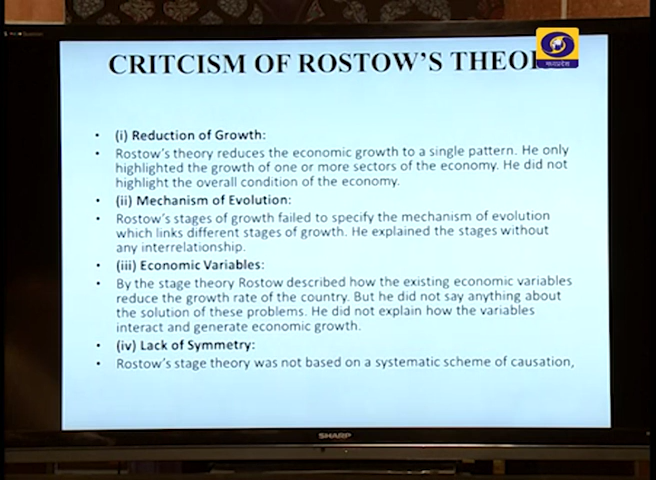 CRITCISM OF ROSTOW'S THEO
मध्यप्रदेश
• (i) Reduction of Growth:
• Rostow's theory reduces the economic growth to a single pattern. He only
highlighted the growth of one or more sectors of the economy. He did not
highlight the overall condition of the economy.
• (ii) Mechanism of Evolution:
• Rostow's stages of growth failed to specify the mechanism of evolution
which links different stages of growth. He explained the stages without
any interrelationship.
• (iii) Economic Variables:
• By the stage theory Rostow described how the existing economic variables
reduce the growth rate of the country. But he did not say anything about
the solution of these problems. He did not explain how the variables
interact and generate economic growth.
• (iv) Lack of Symmetry:
• Rostow's stage theory was not based on a systematic scheme of causation,
SHARP